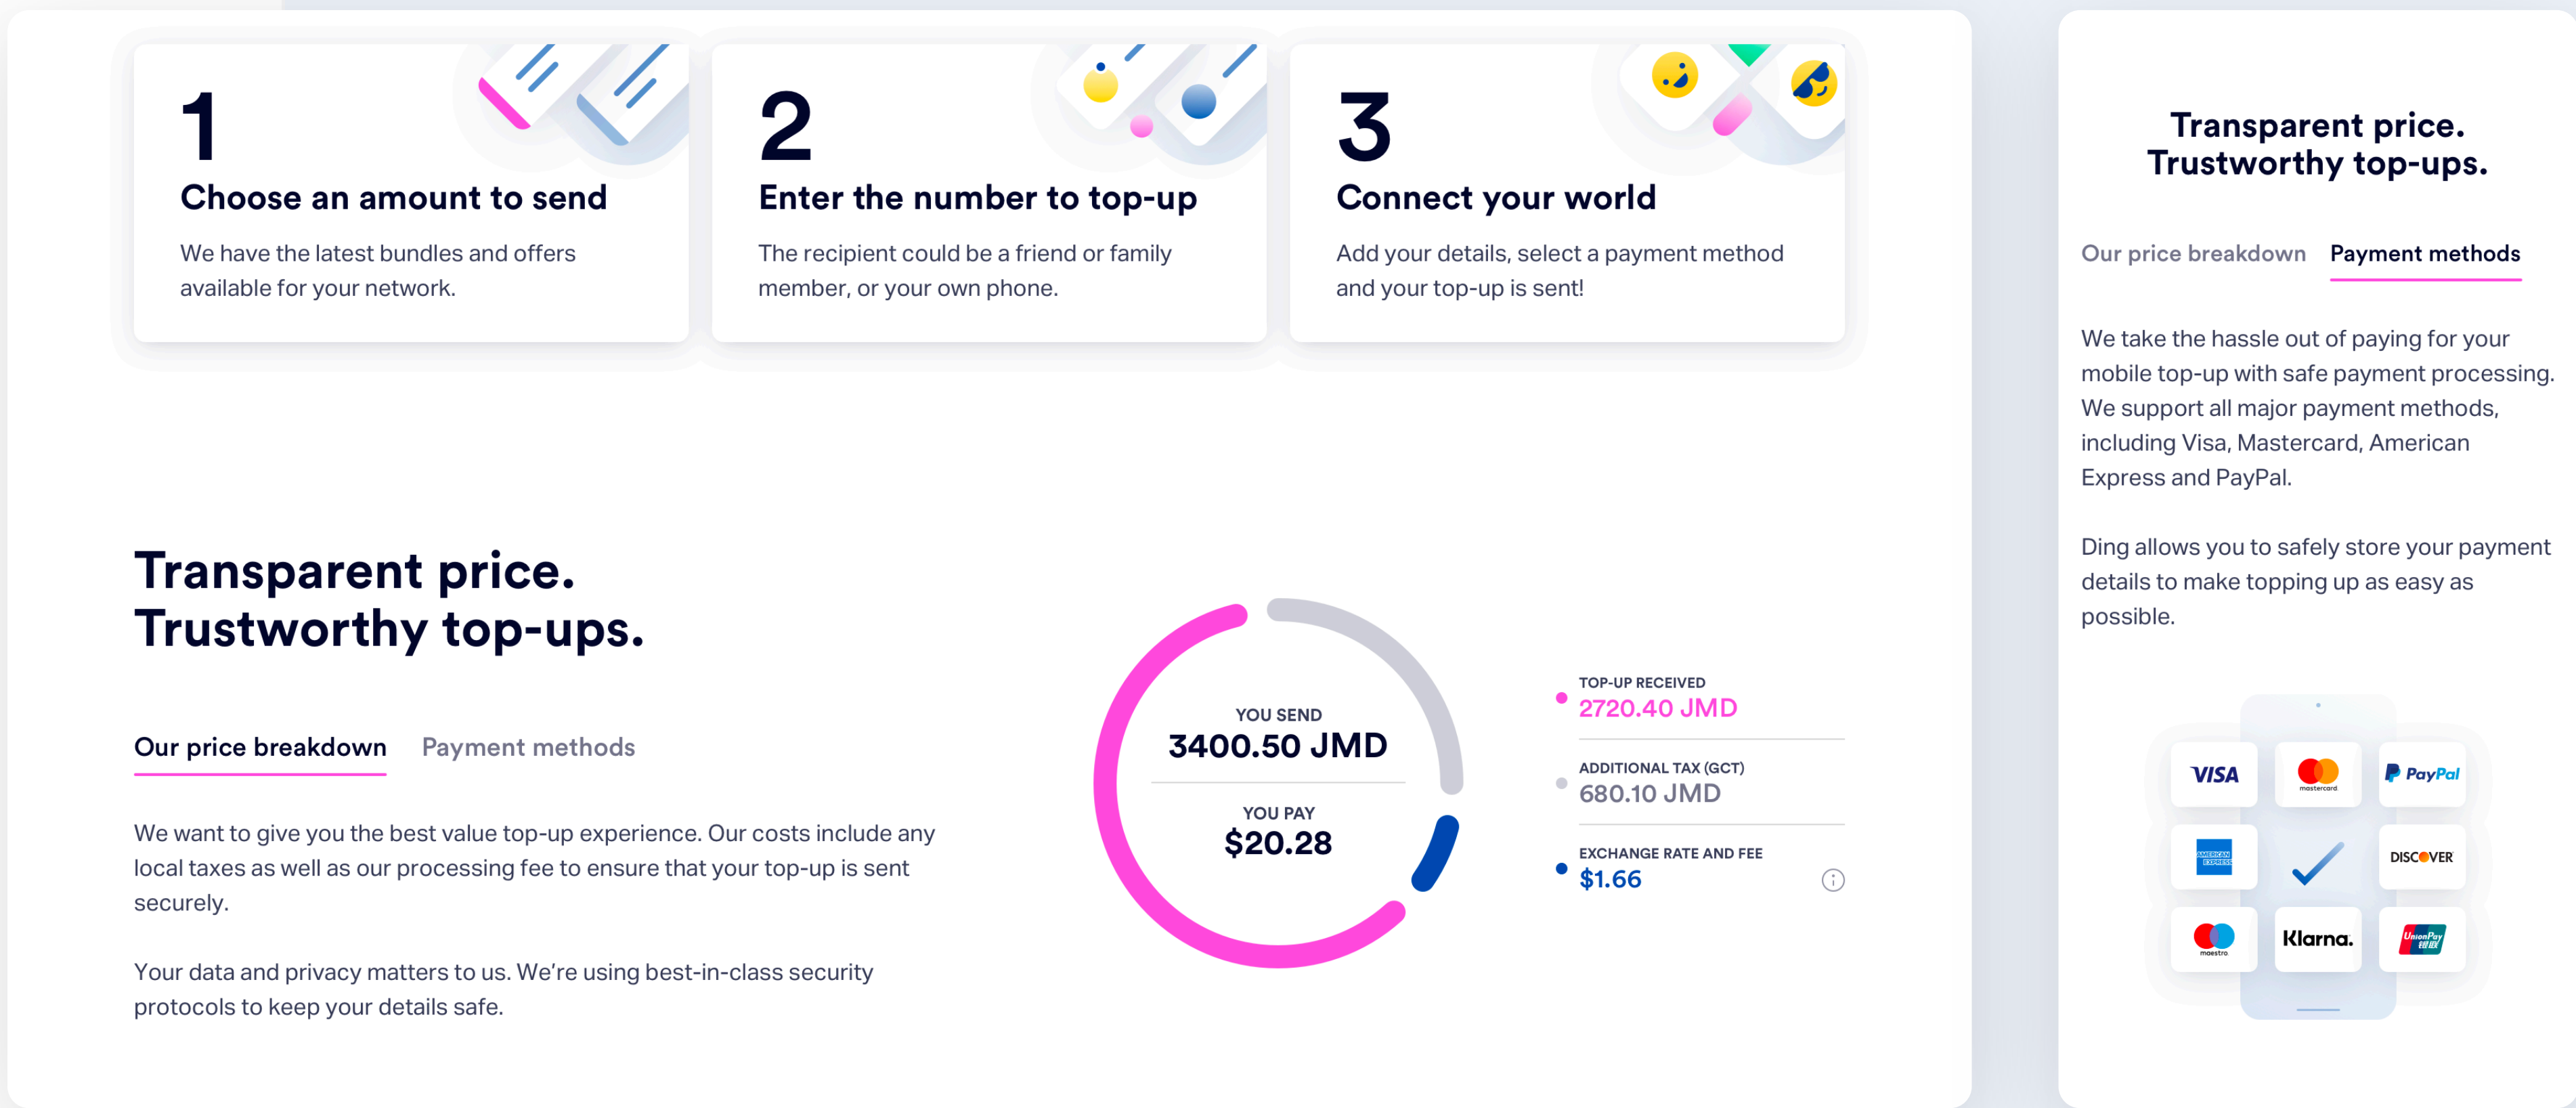 1
Choose an amount to send
We have the latest bundles and offers
available for your network.
2
Enter the number to top-up
The recipient could be a friend or family
member, or your own phone.
3
Connect your world
Add your details, select a payment method
and your top-up is sent!
Transparent price.
Trustworthy top-ups.
Our price breakdown Payment methods
We want to give you the best value top-up experience. Our costs include any
local taxes as well as our processing fee to ensure that your top-up is sent
securely.
Your data and privacy matters to us. We’re using best-in-class security
protocols to keep your details safe.
YOU SEND
3400.50 JMD
YOU PAY
$20.28
TOP-UP RECEIVED
2720.40 JMD
ADDITIONAL TAX (GCT)
680.10 JMD
EXCHANGE RATE AND FEE
$1.66
Transparent price.
Trustworthy top-ups.
Our price breakdown Payment methods
We take the hassle out of paying for your
mobile top-up with safe payment processing.
We support all major payment methods,
including Visa, Mastercard, American
Express and PayPal.
Ding allows you to safely store your payment
details to make topping up as easy as
possible.
VISA
mastercard
PayPal
AMERICAN
EXPRESS
DISCOVER
maestro
Klarna.
UnionPay
银联